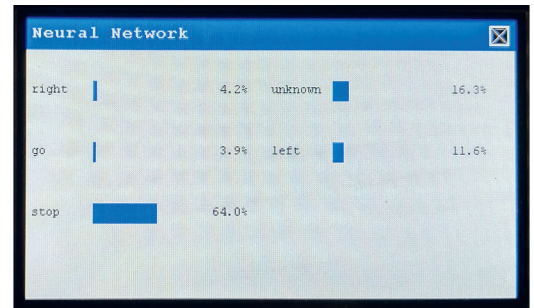 Neural Network
right 4.2% unknown 16.3%
go 3.9% left 11.6%
stop 64.0%